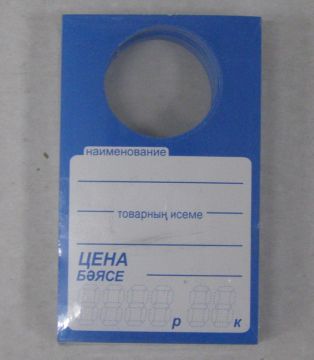 наименование
товарның исеме
ЦЕНА
БӘЯСЕ
р к